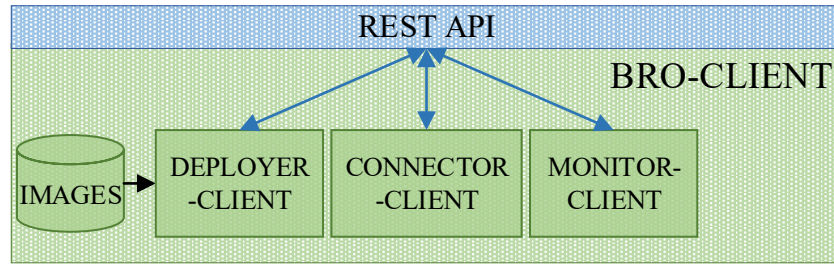 REST API
BRO-CLIENT
IMAGES
DEPLOYER
-CLIENT
CONNECTOR
-CLIENT
MONITOR-
CLIENT